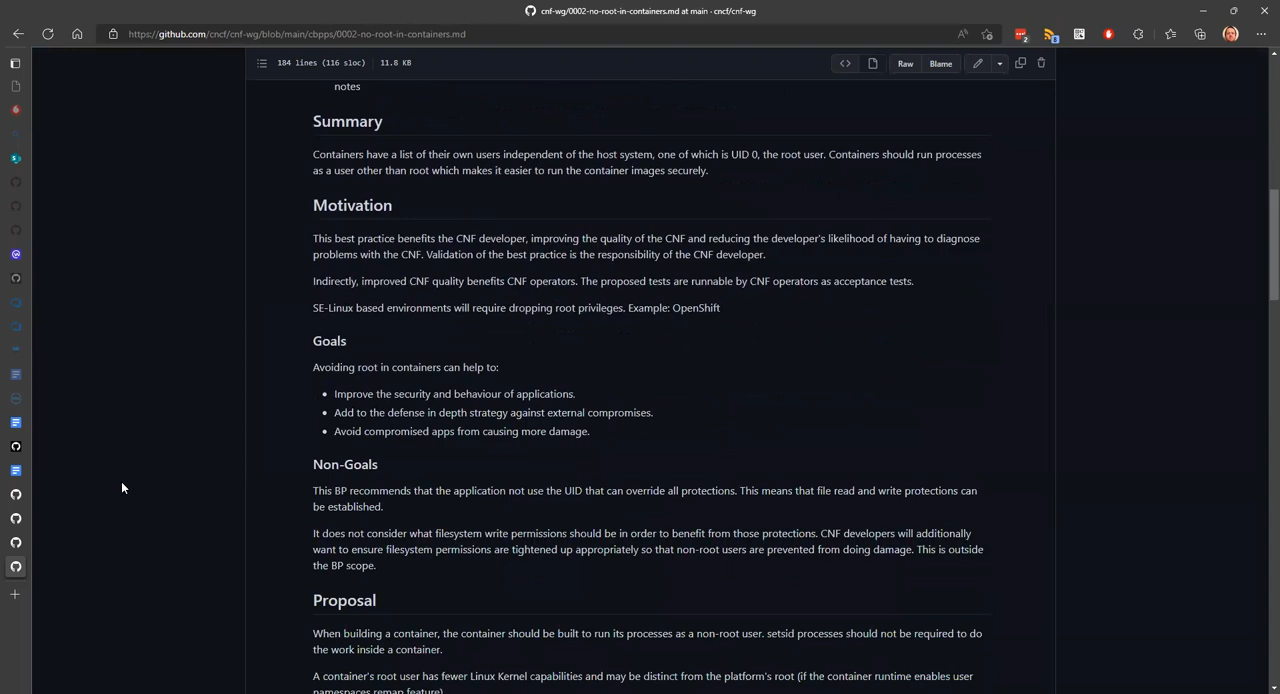 cnf-wg/0002-no-root-in-containers.md at main · cncf/cnf-wg
https://github.com/cncf/cnf-wg/blob/main/cbpps/0002-no-root-in-containers.md
184 lines (116 sloc)
11.8 KB
Raw
Blame
notes
Summary
Containers have a list of their own users independent of the host system, one of which is UID 0, the root user. Containers should run processes
as a user other than root which makes it easier to run the container images securely.
Motivation
This best practice benefits the CNF developer, improving the quality of the CNF and reducing the developer's likelihood of having to diagnose
problems with the CNF. Validation of the best practice is the responsibility of the CNF developer.
Indirectly, improved CNF quality benefits CNF operators. The proposed tests are runnable by CNF operators as acceptance tests.
SE-Linux based environments will require dropping root privileges. Example: OpenShift
Goals
Avoiding root in containers can help to:
• Improve the security and behaviour of applications.
• Add to the defense in depth strategy against external compromises.
• Avoid compromised apps from causing more damage.
Non-Goals
This BP recommends that the application not use the UID that can override all protections. This means that file read and write protections can
be established.
It does not consider what filesystem write permissions should be in order to benefit from those protections. CNF developers will additionally
want to ensure filesystem permissions are tightened up appropriately so that non-root users are prevented from doing damage. This is outside
the BP scope.
Proposal
When building a container, the container should be built to run its processes as a non-root user. setsid processes should not be required to do
the work inside a container.
A container's root user has fewer Linux Kernel capabilities and may be distinct from the platform's root (if the container runtime enables user
namespaces remap feature)